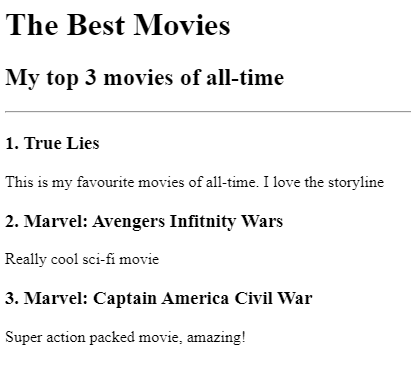 The Best Movies
My top 3 movies of all-time
1. True Lies
This is my favourite movies of all-time. I love the storyline
2. Marvel: Avengers Infitnity Wars
Really cool sci-fi movie
3. Marvel: Captain America Civil War
Super action packed movie, amazing!